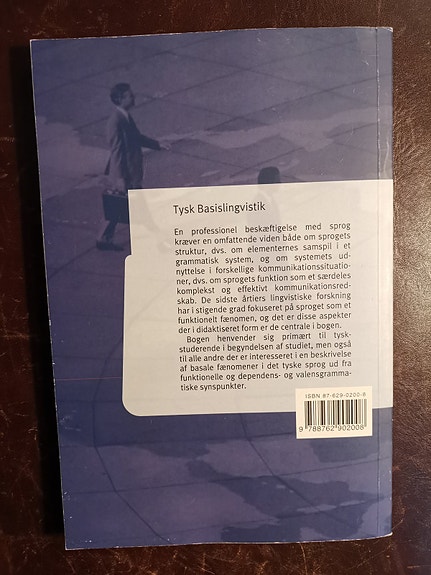 Tysk Basislingvistik
En professionel beskæftigelse med sprog
kræver en omfattende viden både om sprogets
struktur, dvs. om elementernes samspil i et
grammatisk system, og om systemets ud-
nyttelse i forskellige kommunikationssituatio-
ner, dvs. om sprogets funktion som et særdeles
komplekst og effektivt kommunikationsred-
skab. De sidste årtiers lingvistiske forskning
har i stigende grad fokuseret på sproget som et
funktionelt fænomen, og det er disse aspekter
der i didaktiseret form er de centrale i bogen.
Bogen henvender sig primært til tysk-
studerende i begyndelsen af studiet, men også
til alle andre der er interesseret i en beskrivelse
af basale fænomener i det tyske sprog ud fra
funktionelle og dependens- og valensgramma-
tiske synspunkter.
ISBN 87-629-0200-8
9 788762 902008